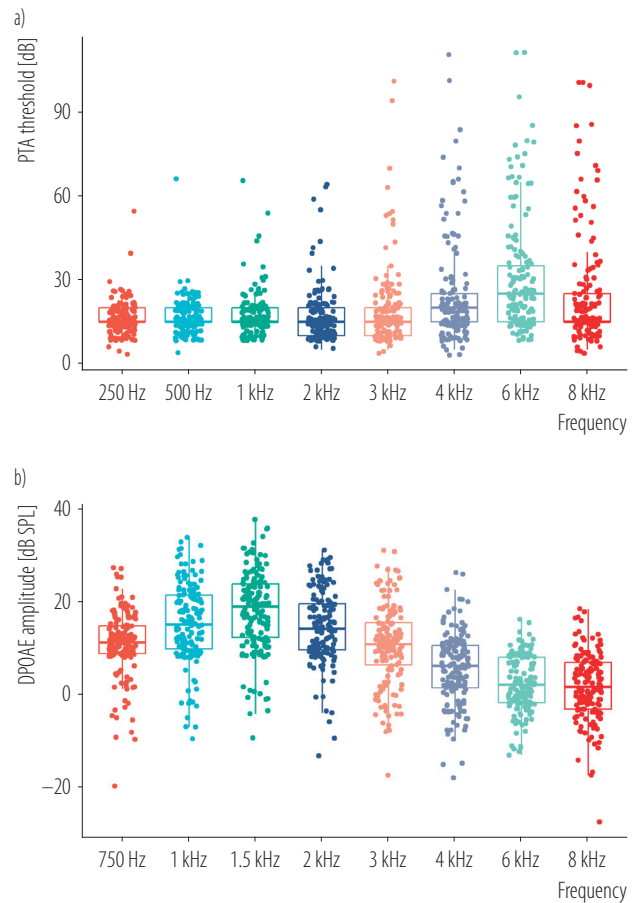 a)
PTA threshold [dB]
90
60
30
0
250 Hz 500 Hz 1 kHz 2 kHz 3 kHz 4 kHz 6 kHz 8 kHz
Frequency
b)
DPOAE amplitude [dB SPL]
40
20
0
−20
750 Hz 1 kHz 1.5 kHz 2 kHz 3 kHz 4 kHz 6 kHz 8 kHz
Frequency